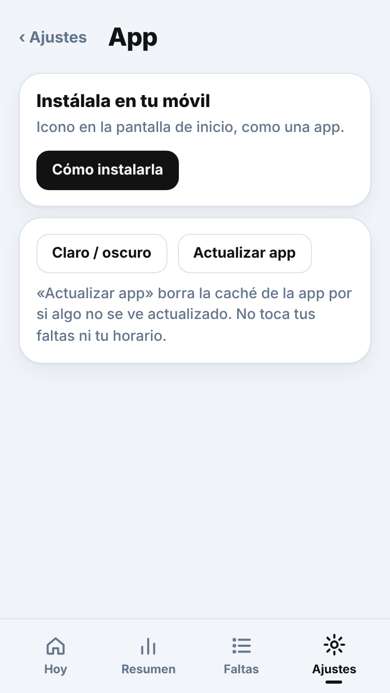 ‹ Ajustes App
Instálala en tu móvil
Icono en la pantalla de inicio, como una app.
Cómo instalarla
Claro / oscuro Actualizar app
«Actualizar app» borra la caché de la app por
si algo no se ve actualizado. No toca tus
faltas ni tu horario.
Hoy Resumen Faltas Ajustes